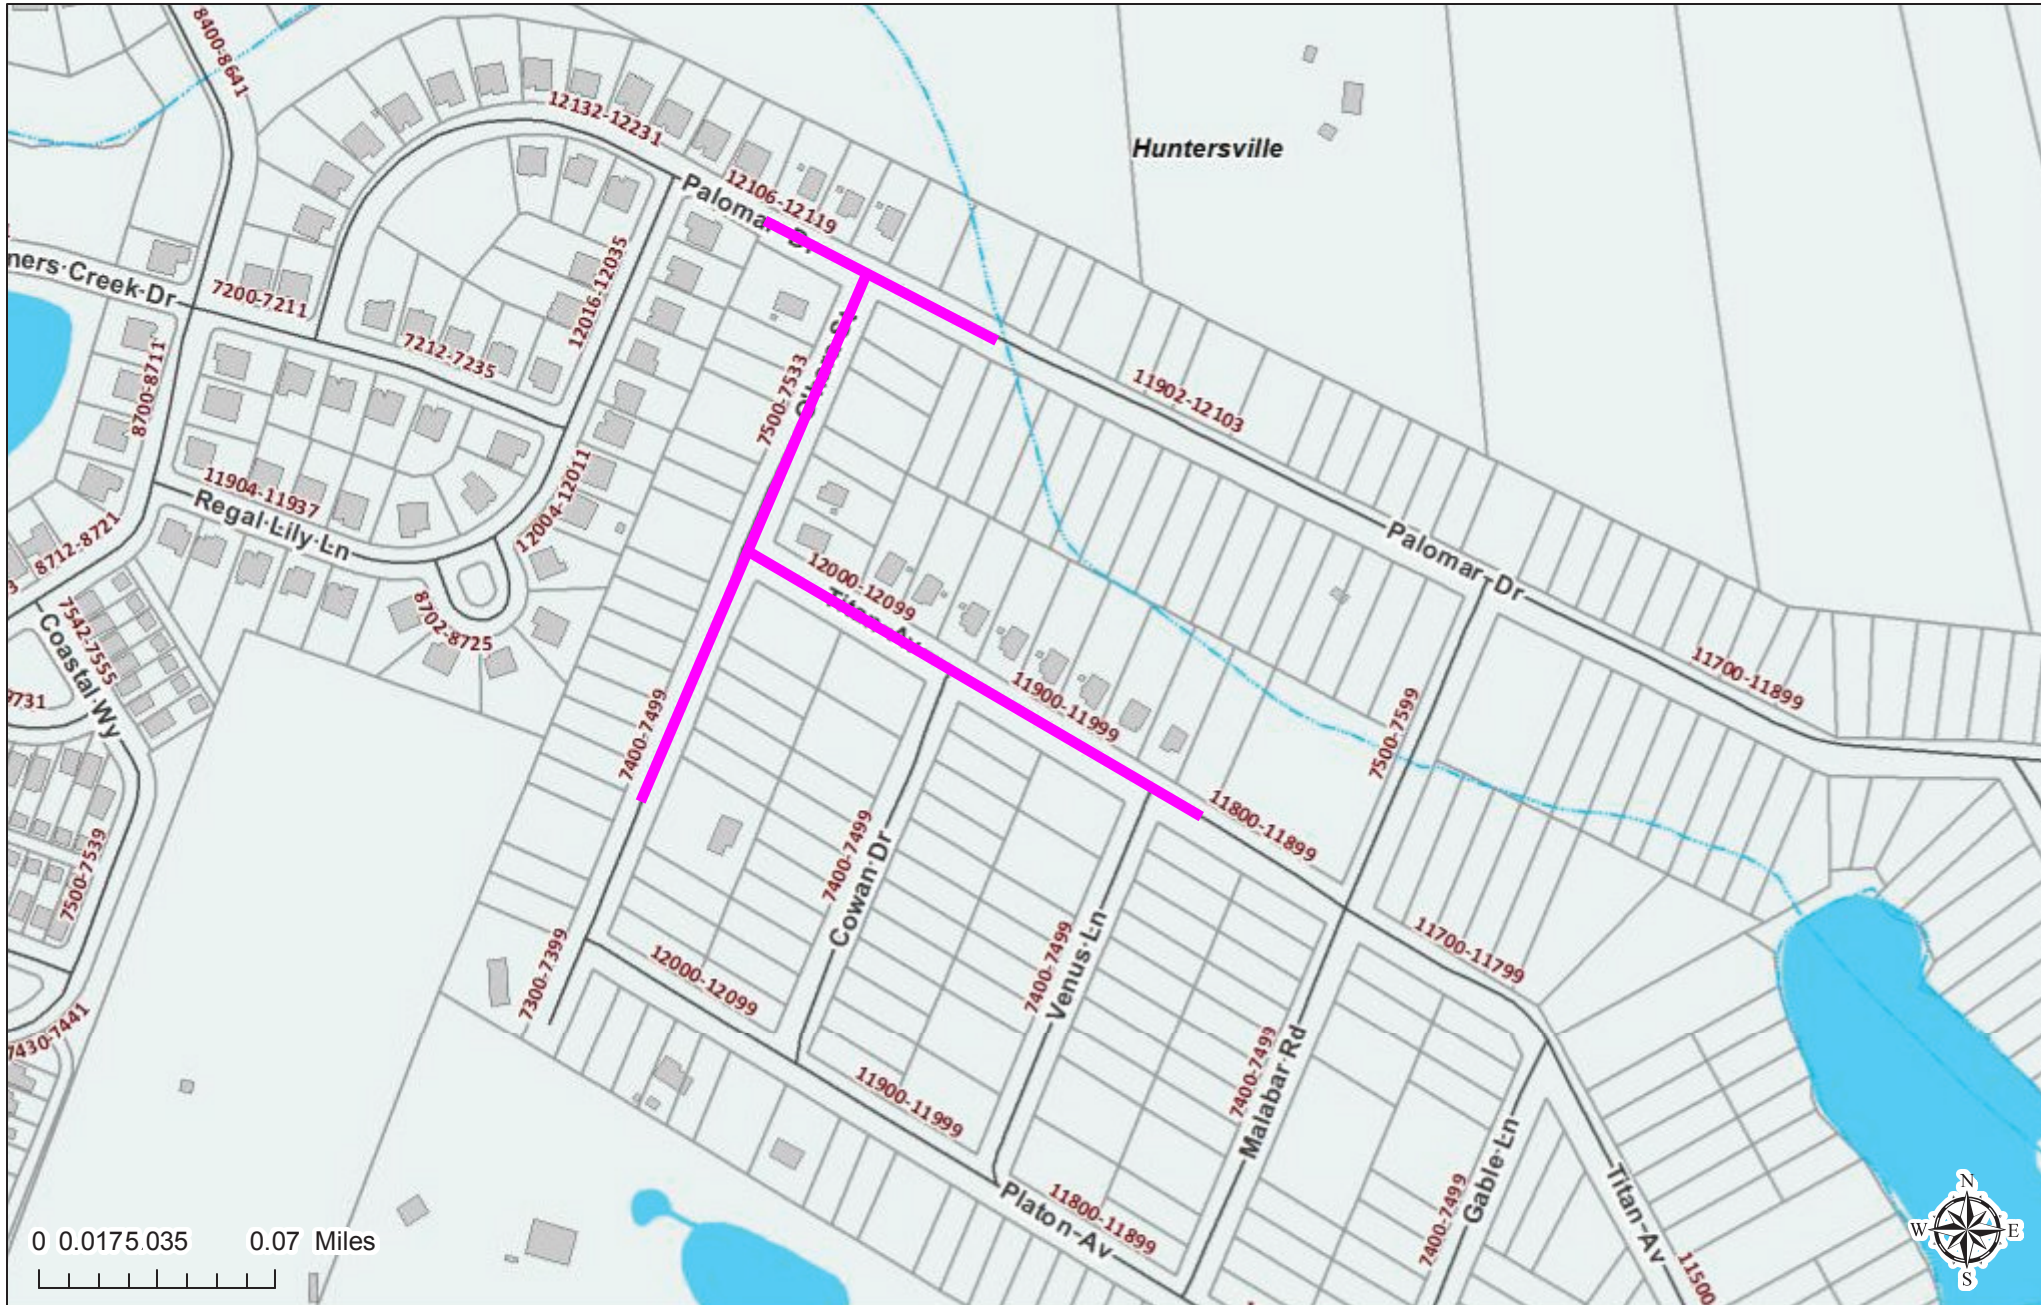 8400-8641
12132-12231
Huntersville
12106-12119
Palomar Dr
12016-12035
ners Creek Dr
7200-7211
7212-7235
8700-8711
7500-7533
11902-12103
11904-11937
Regal Lily Ln
12004-12011
8712-8721
Palomar Dr
12000-12099
Titan Av
8702-8725
7542-7555
Coastal Wy
9731
11900-11999
11700-11899
7400-7499
7500-7599
11800-11899
7500-7539
7400-7499
Cowan Dr
7400-7499
Venus Ln
11700-11799
12000-12099
7300-7399
7430-7441
11900-11999
7400-7499
Malabar Rd
7400-7499
Gable Ln
Titan Av
Platon Av
11800-11899
11500
N
W E
S
0 0.0175 .035 0.07 Miles